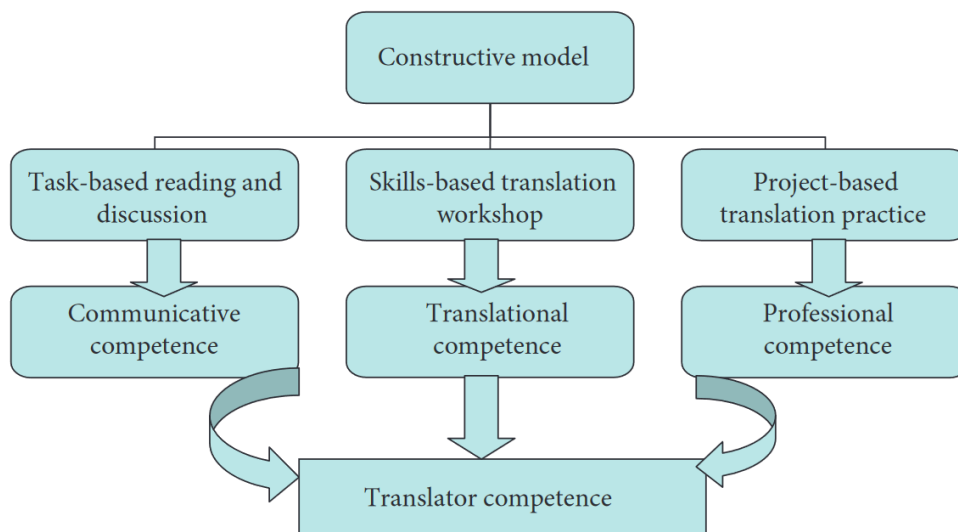 Constructive model
Task-based reading and
discussion
Skills-based translation
workshop
Project-based
translation practice
Communicative
competence
Translational
competence
Professional
competence
Translator competence